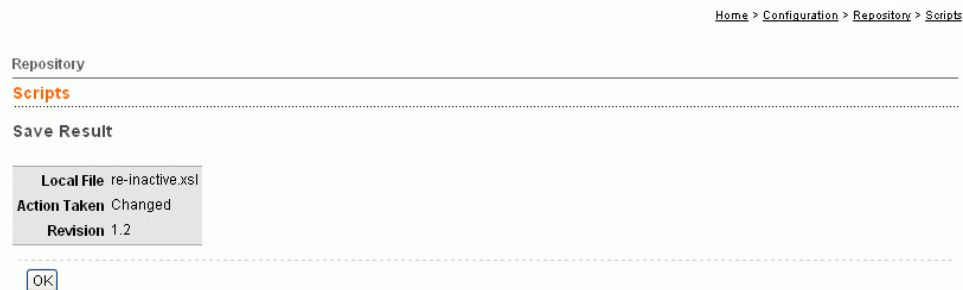 Home > Configuration > Repository > Scripts
Repository
Scripts
Save Result
Local File re-inactive.xsl
Action Taken Changed
Revision 1.2
OK